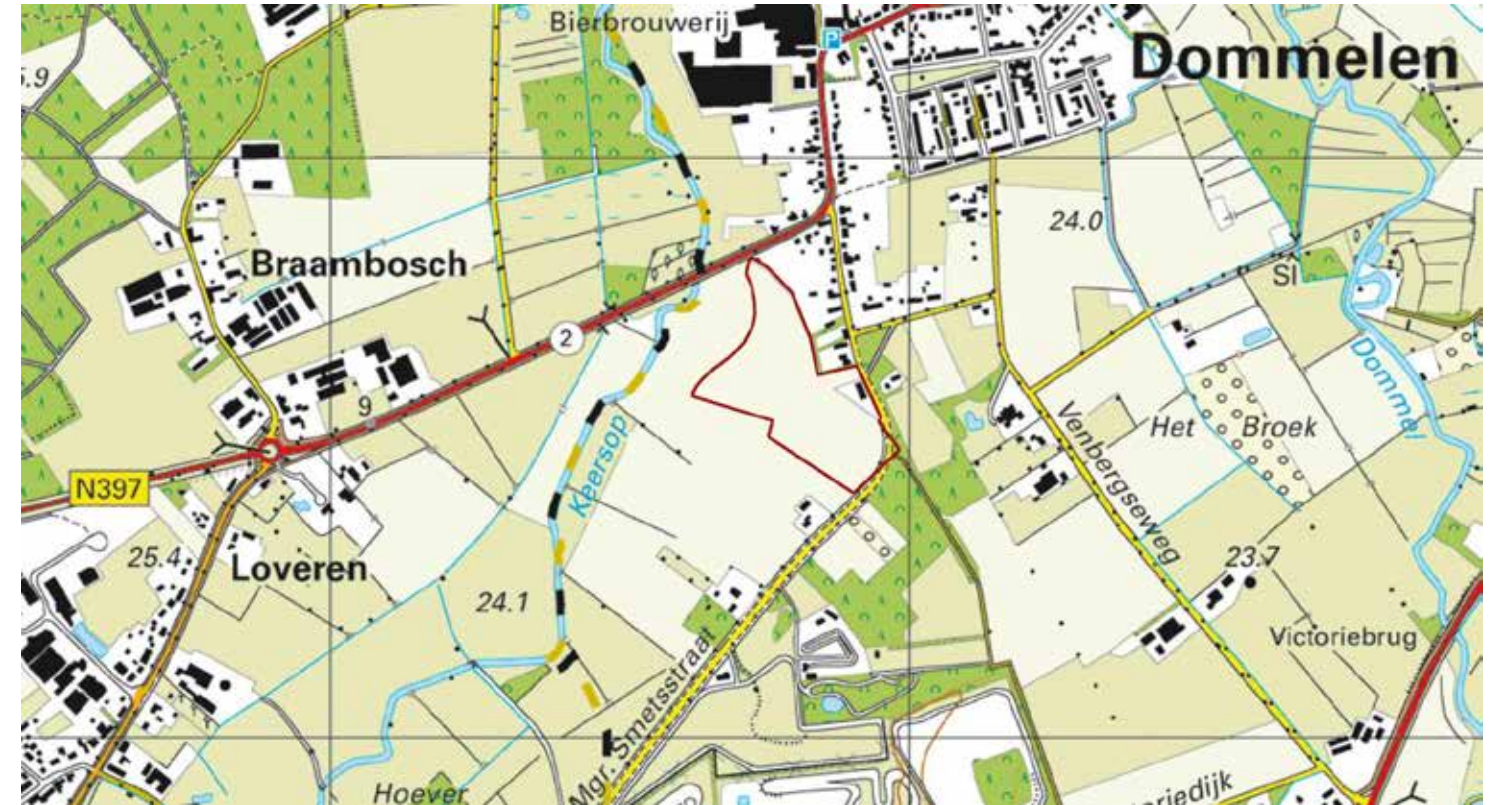 Bierbrouwerij
P
Dommelen
5.9
24.0
Braambosch
Sl
2
Dommel
9
Keersop
Venbergseweg
Het Broek
N397
25.4
Loveren
23.7
24.1
Victoriebrug
Mgr. Smetsstraat
Hoever
riedijk